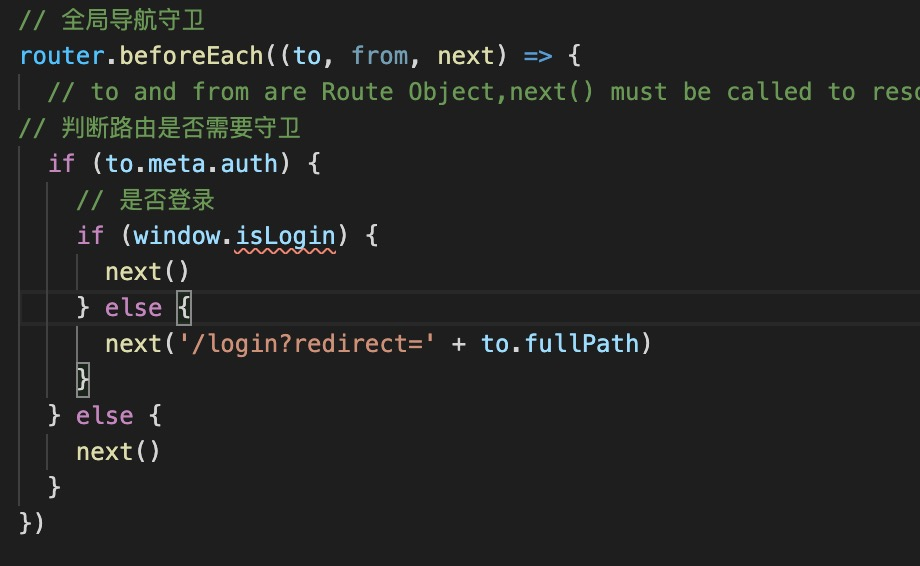 // 全局导航守卫
router.beforeEach((to, from, next) => {
// to and from are Route Object,next() must be called to
// 判断路由是否需要守卫
if (to.meta.auth) {
// 是否登录
if (window.isLogin) {
next()
} else {
next('/login?redirect=' + to.fullPath)
}
} else {
next()
}
})